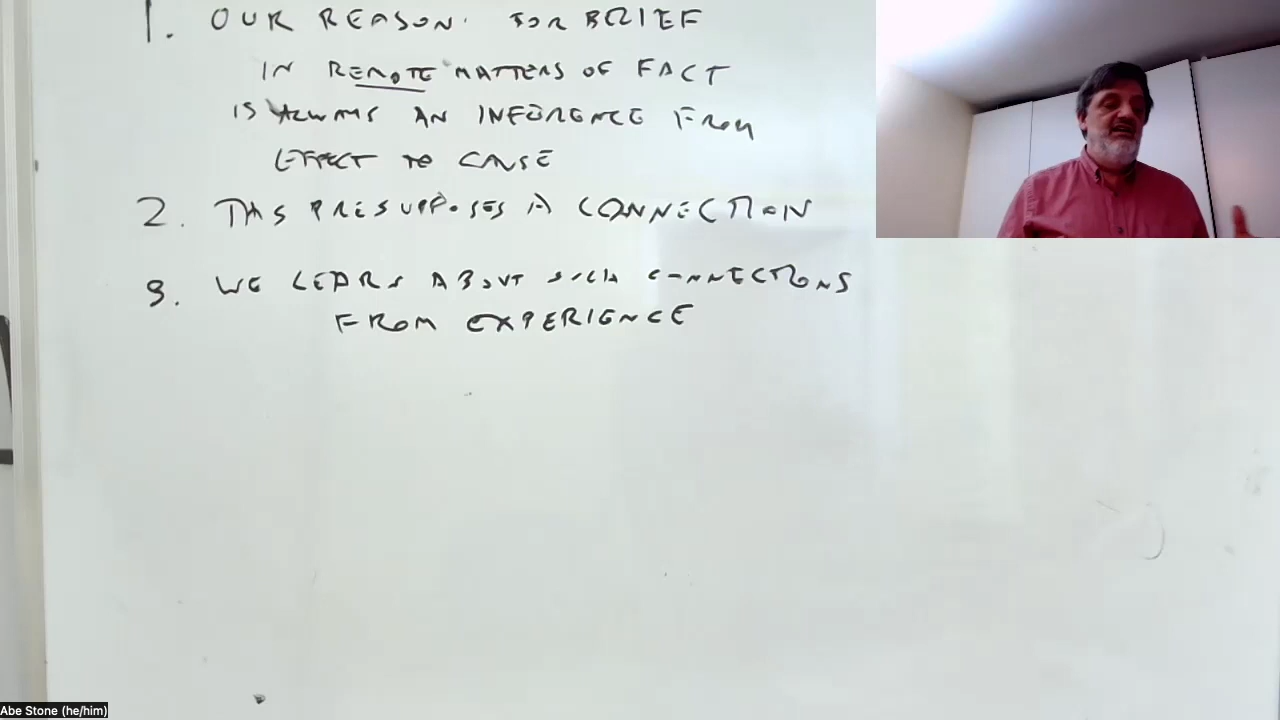 1. OUR REASON FOR BELIEF
IN REMOTE MATTERS OF FACT
IS ALWAYS AN INFERENCE FROM
EFFECT TO CAUSE
2. THIS PRESUPPOSES A CONNECTION
3. WE LEARN ABOUT SUCH CONNECTIONS
FROM EXPERIENCE
Abe Stone (he/him)